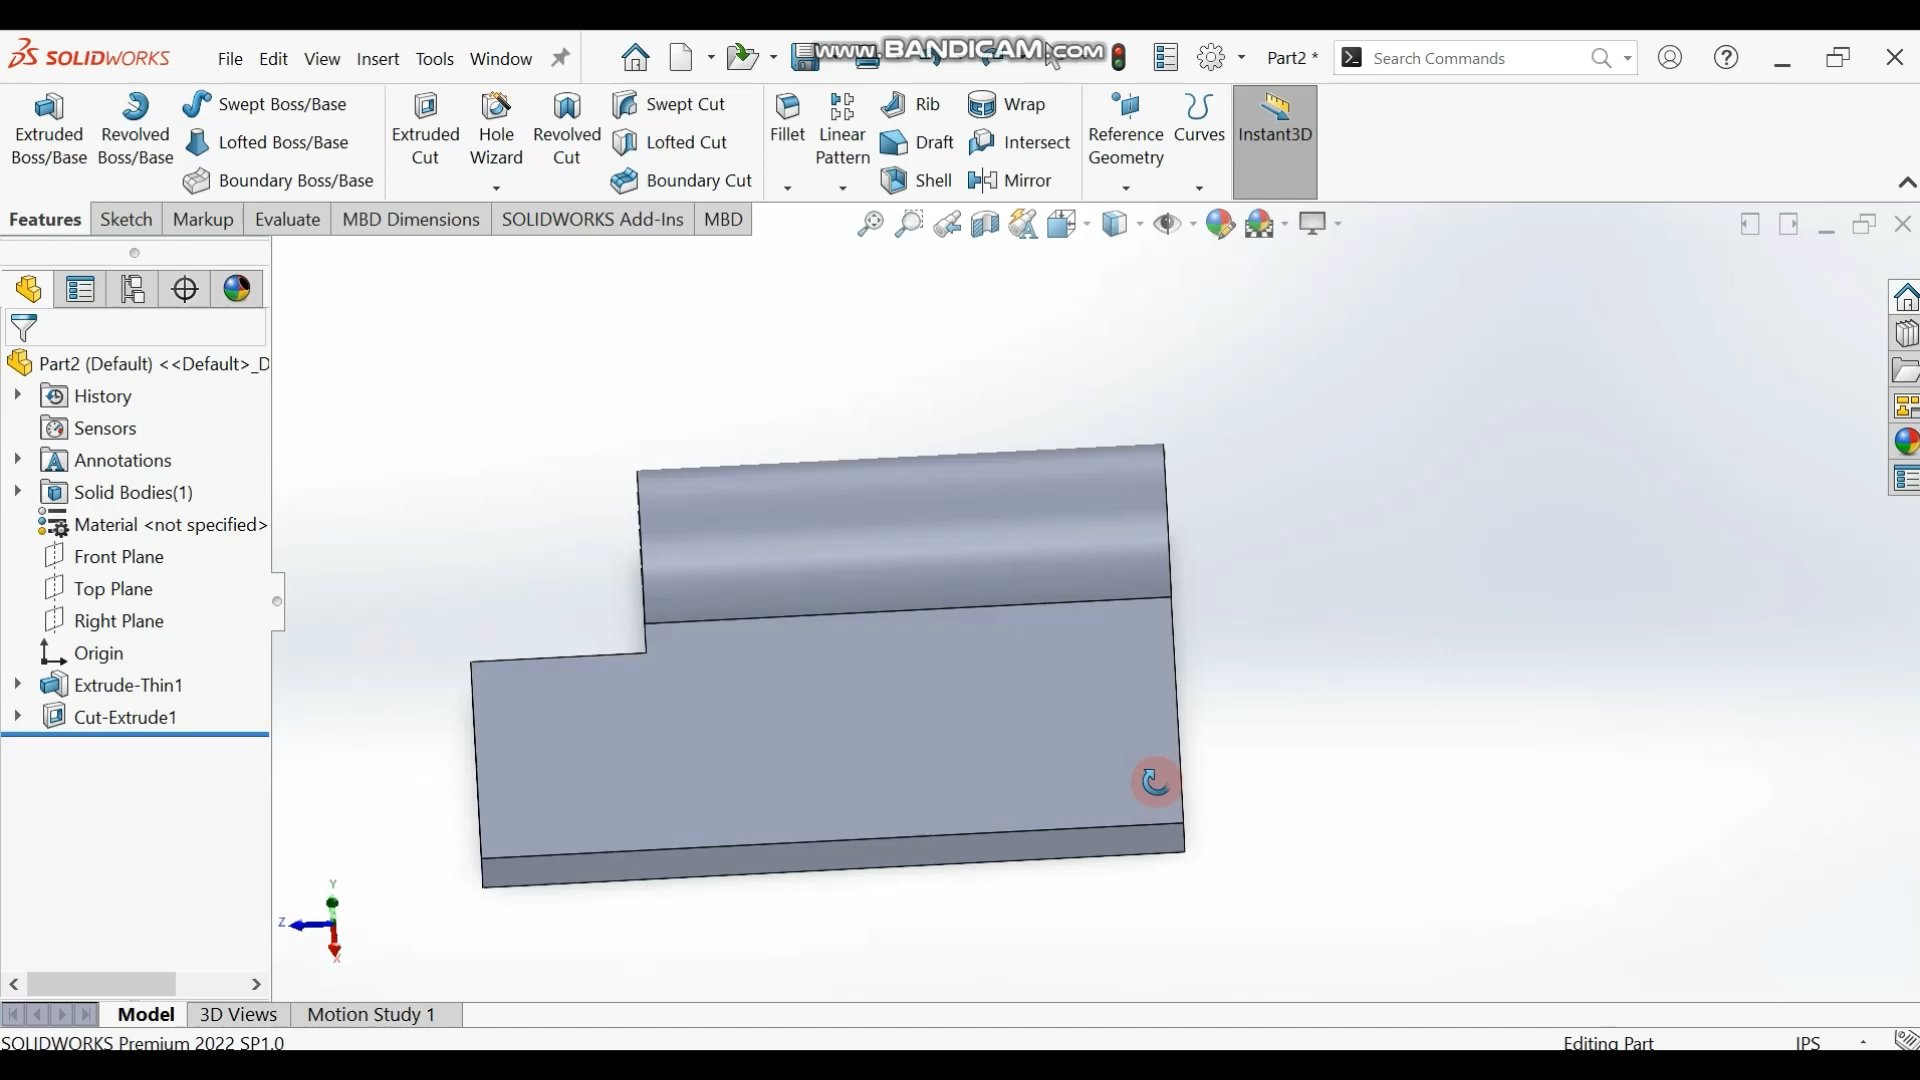 SOLIDWORKS
File Edit View Insert Tools Window
www.BANDICAM.com
Part2 *
Search Commands
Extruded Boss/Base
Revolved Boss/Base
Swept Boss/Base
Lofted Boss/Base
Boundary Boss/Base
Extruded Cut
Hole Wizard
Revolved Cut
Swept Cut
Lofted Cut
Boundary Cut
Fillet
Linear Pattern
Rib
Draft
Shell
Wrap
Intersect
Mirror
Reference Geometry
Curves
Instant3D
Features Sketch Markup Evaluate MBD Dimensions SOLIDWORKS Add-Ins MBD
Part2 (Default) <<Default>_D
History
Sensors
Annotations
Solid Bodies(1)
Material <not specified>
Front Plane
Top Plane
Right Plane
Origin
Extrude-Thin1
Cut-Extrude1
Y
Z
X
Model 3D Views Motion Study 1
SOLIDWORKS Premium 2022 SP1.0
Editing Part
IPS